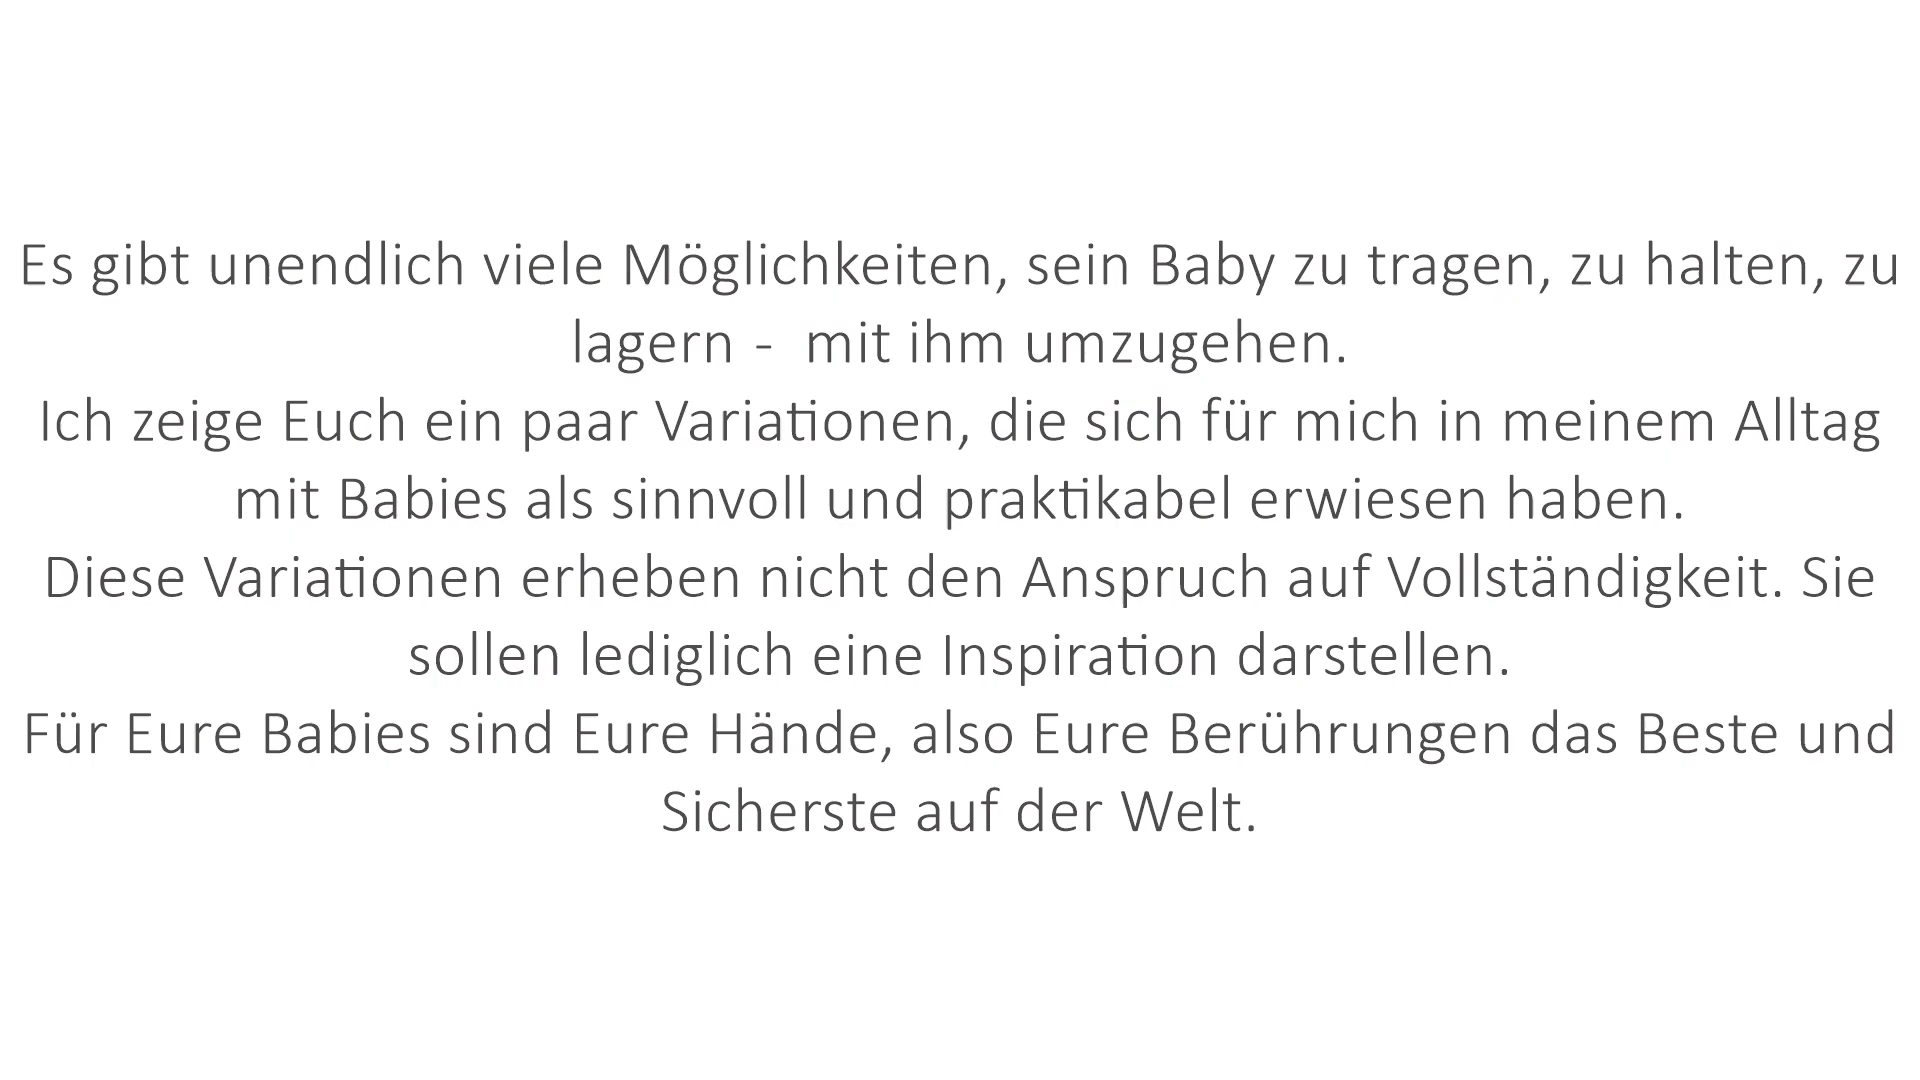 Es gibt unendlich viele Möglichkeiten, sein Baby zu tragen, zu halten, zu
lagern -  mit ihm umzugehen.
Ich zeige Euch ein paar Variationen, die sich für mich in meinem Alltag
mit Babies als sinnvoll und praktikabel erwiesen haben.
Diese Variationen erheben nicht den Anspruch auf Vollständigkeit. Sie
sollen lediglich eine Inspiration darstellen.
Für Eure Babies sind Eure Hände, also Eure Berührungen das Beste und
Sicherste auf der Welt.